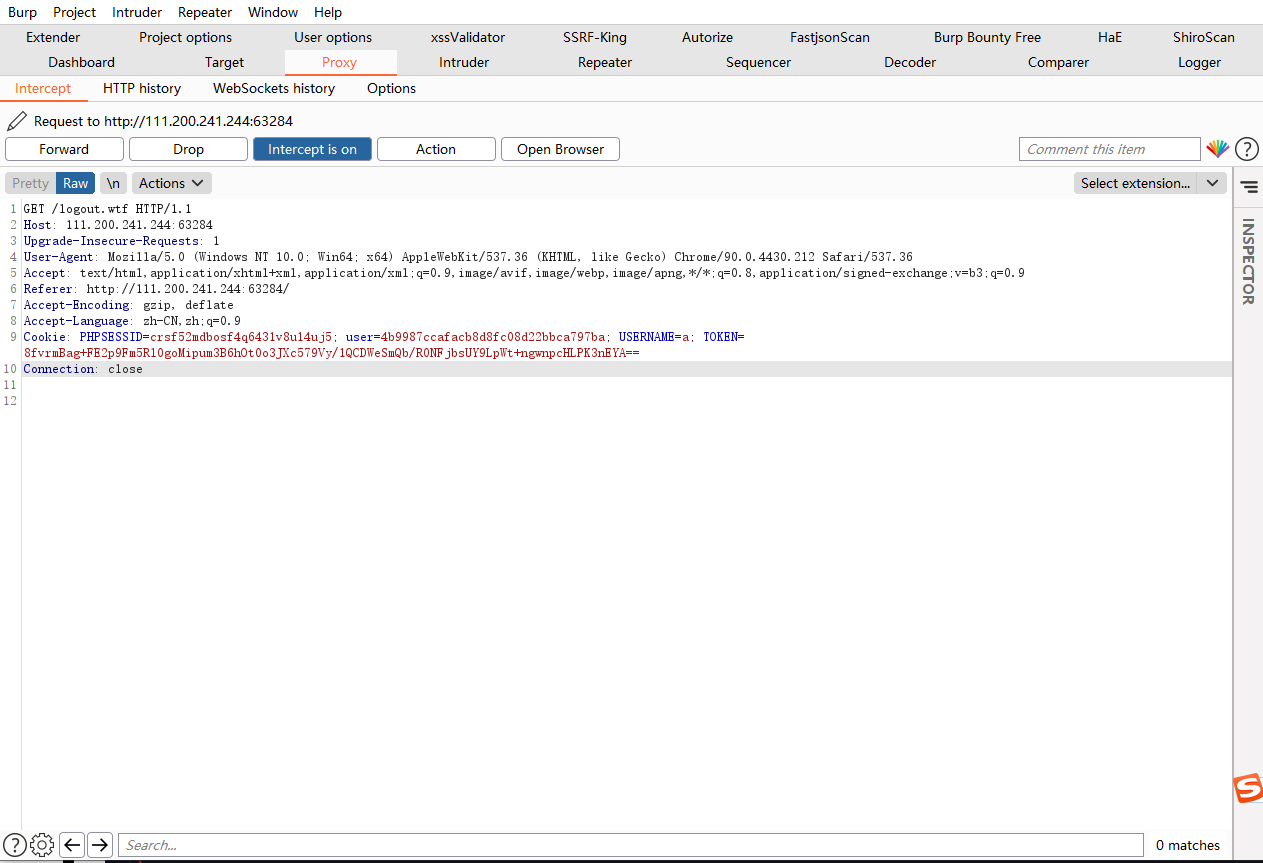 Burp Project Intruder Repeater Window Help
Extender Project options User options xssValidator SSRF-King Autorize FastjsonScan Burp Bounty Free HaE ShiroScan
Dashboard Target Proxy Intruder Repeater Sequencer Decoder Comparer Logger
Intercept HTTP history WebSockets history Options
Request to http://111.200.241.244:63284
Forward Drop Intercept is on Action Open Browser Comment this item ?
Pretty Raw \n Actions Select extension...
1 GET /logout.wtf HTTP/1.1
2 Host: 111.200.241.244:63284
3 Upgrade-Insecure-Requests: 1
4 User-Agent: Mozilla/5.0 (Windows NT 10.0; Win64; x64) AppleWebKit/537.36 (KHTML, like Gecko) Chrome/90.0.4430.212 Safari/537.36
5 Accept: text/html,application/xhtml+xml,application/xml;q=0.9,image/avif,image/webp,image/apng,*/*;q=0.8,application/signed-exchange;v=b3;q=0.9
6 Referer: http://111.200.241.244:63284/
7 Accept-Encoding: gzip, deflate
8 Accept-Language: zh-CN,zh;q=0.9
9 Cookie: PHPSESSID=crsf52mdbosf4q6431v8u14uj5; user=4b9987ccafacb8d8fc08d22bbca797ba; USERNAME=a; TOKEN=
8fvrmBag+FE2p9Fm5R10goMipum3B6hOt0o3JXc579Vy/1QCDWeSmQb/RONFjbsUY9LpWt+ngwnpcHLPK3nEYA==
10 Connection: close
11
12
INSPECTOR
S
? Search... 0 matches